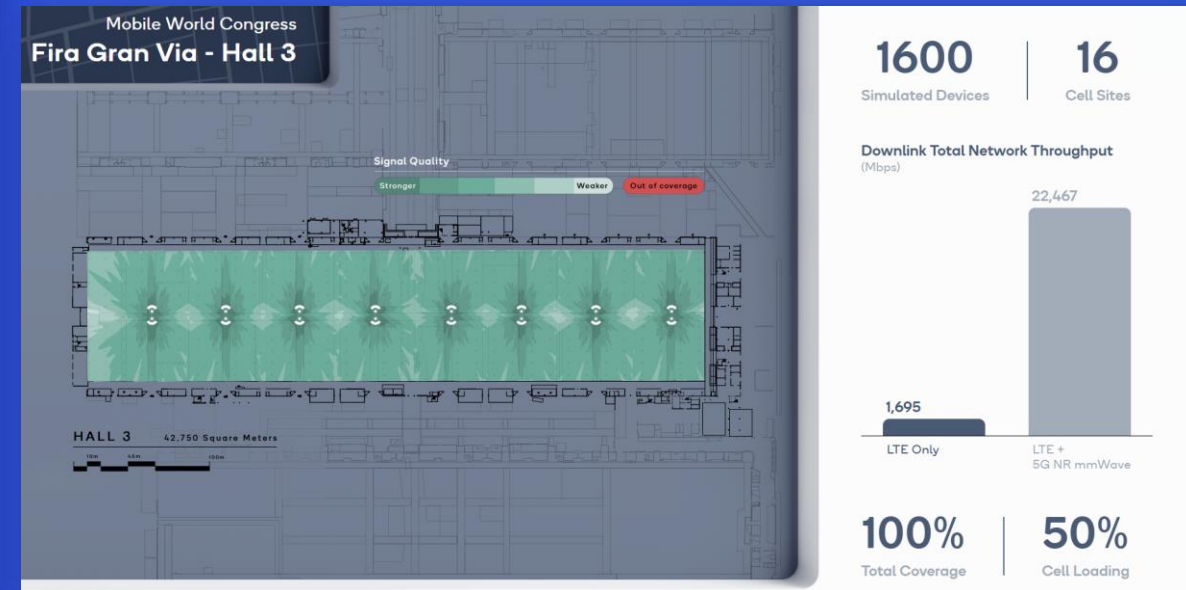 Mobile World Congress
Fira Gran Via - Hall 3
Signal Quality
Stronger
Weaker
Out of coverage
HALL 3
42,750 Square Meters
10m
40m
100m
1600
Simulated Devices
16
Cell Sites
Downlink Total Network Throughput
(Mbps)
22,467
1,695
LTE Only
LTE +
5G NR mmWave
100%
Total Coverage
50%
Cell Loading